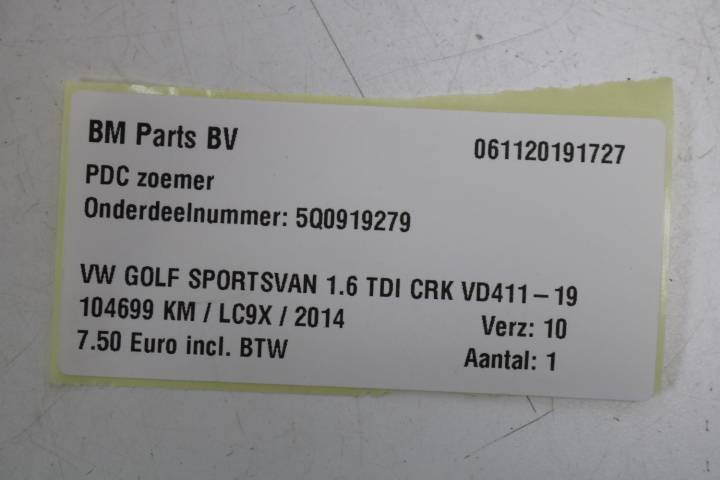 BM Parts BV 061120191727
PDC zoemer
Onderdeelnummer: 5Q0919279
VW GOLF SPORTSVAN 1.6 TDI CRK VD411-19
104699 KM / LC9X / 2014 Verz: 10
7.50 Euro incl. BTW Aantal: 1